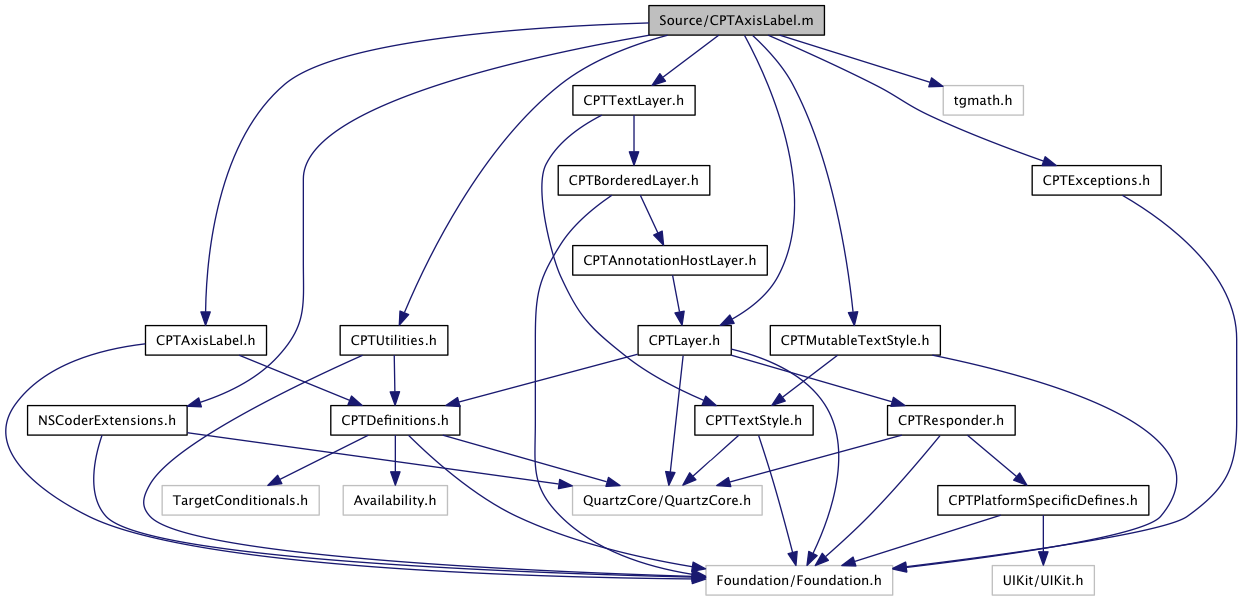 Source/CPTAxisLabel.m
CPTTextLayer.h
tgmath.h
CPTBorderedLayer.h
CPTExceptions.h
CPTAnnotationHostLayer.h
CPTAxisLabel.h
CPTUtilities.h
CPTLayer.h
CPTMutableTextStyle.h
NSCoderExtensions.h
CPTDefinitions.h
CPTTextStyle.h
CPTResponder.h
TargetConditionals.h
Availability.h
QuartzCore/QuartzCore.h
CPTPlatformSpecificDefines.h
Foundation/Foundation.h
UIKit/UIKit.h